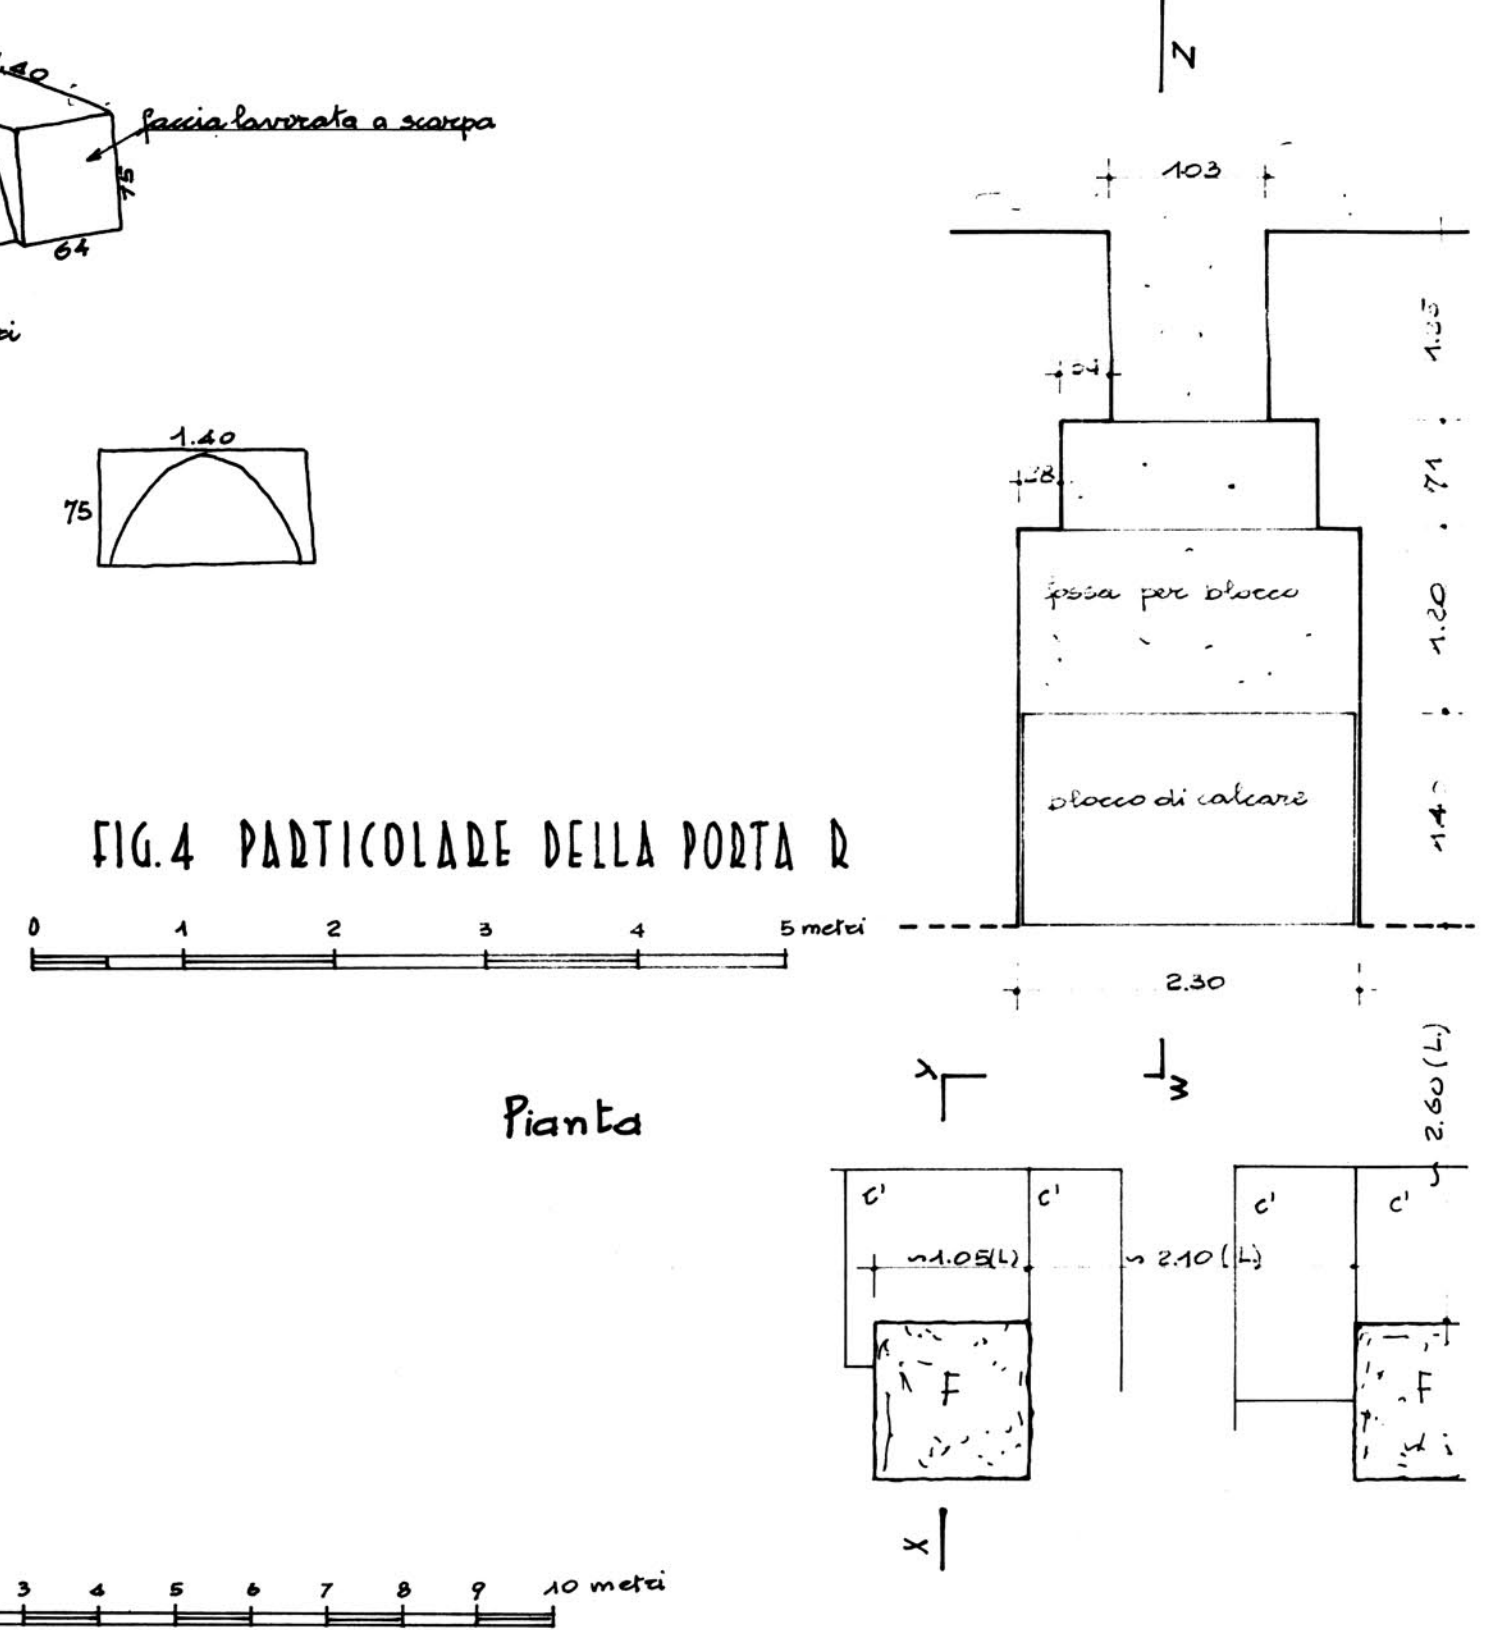 .40
faccia lavorata a scarpa
75
64
1.40
75
N
103
38
71
fossa per blocco
1.20
blocco di calcare
FIG. 4 PARTICOLARE DELLA PORTA R
0 1 2 3 4 5 metri
2.30
Y
W
2.60 (L.)
Pianta
C' C' C' C'
~1.05(L) ~ 2.10 (L.)
F F
X
3 4 5 6 7 8 9 10 metri